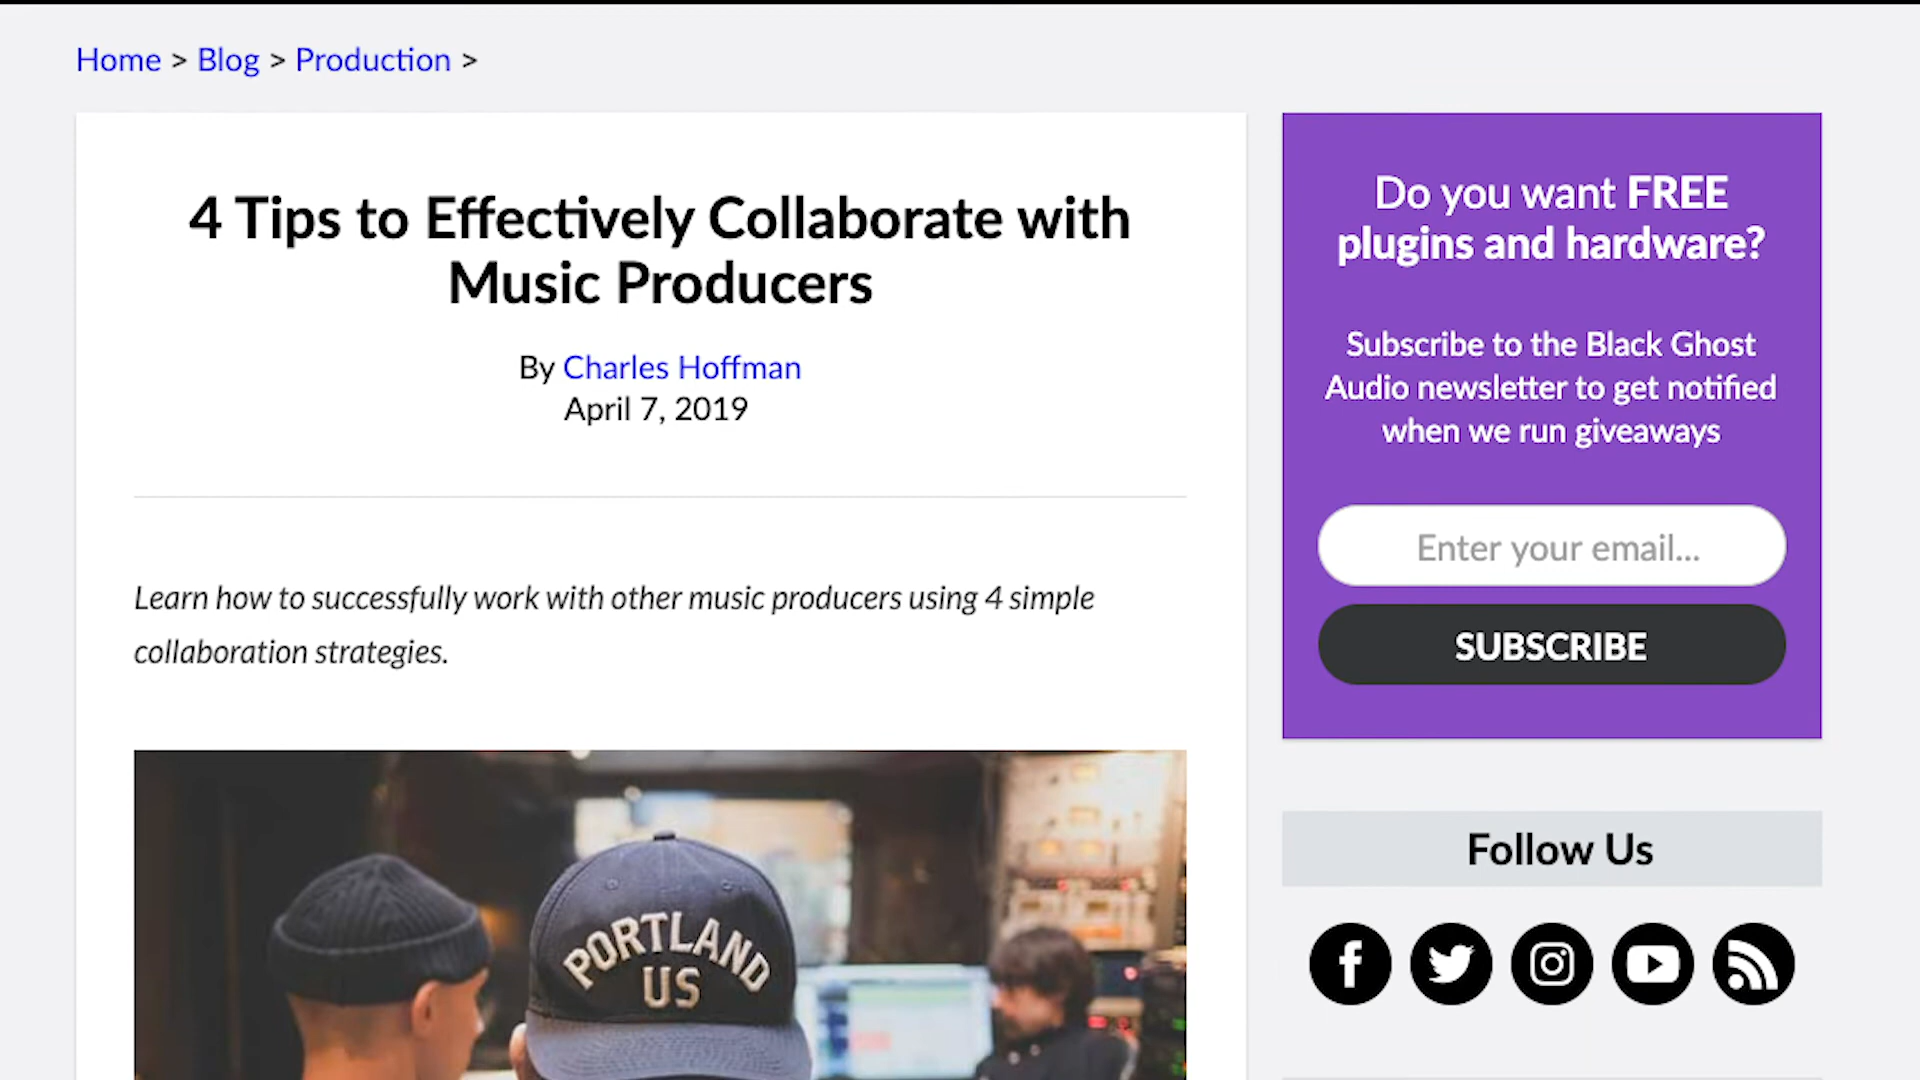 Home > Blog > Production >
4 Tips to Effectively Collaborate with
Music Producers
By Charles Hoffman
April 7, 2019
Learn how to successfully work with other music producers using 4 simple
collaboration strategies.
PORTLAND
US
Do you want FREE
plugins and hardware?
Subscribe to the Black Ghost
Audio newsletter to get notified
when we run giveaways
Enter your email...
SUBSCRIBE
Follow Us